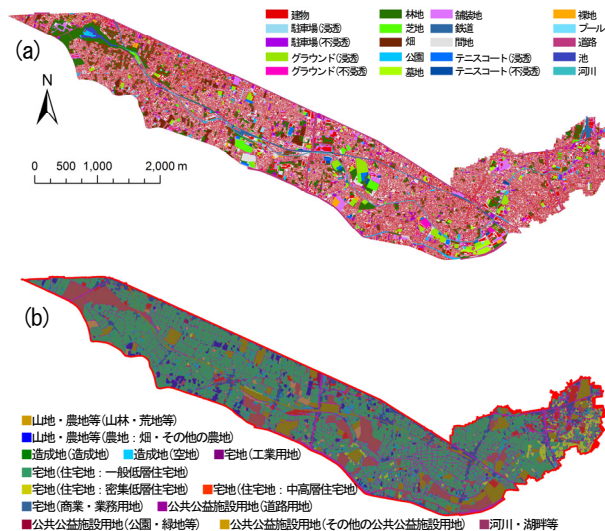 (a)
建物 林地 舗装地 裸地
駐車場(浸透) 芝地 鉄道 プール
駐車場(不浸透) 畑 間地 道路
グラウンド(浸透) 公園 テニスコート(浸透) 池
グラウンド(不浸透) 墓地 テニスコート(不浸透) 河川
N
0 500 1,000 2,000 m
(b)
山地・農地等(山林・荒地等)
山地・農地等(農地：畑・その他の農地)
造成地(造成地) 造成地(空地) 宅地(工業用地)
宅地(住宅地：一般低層住宅地)
宅地(住宅地：密集低層住宅地) 宅地(住宅地：中高層住宅地)
宅地(商業・業務用地) 公共公益施設用地(道路用地)
公共公益施設用地(公園・緑地等) 公共公益施設用地(その他の公共公益施設用地) 河川・湖畔等